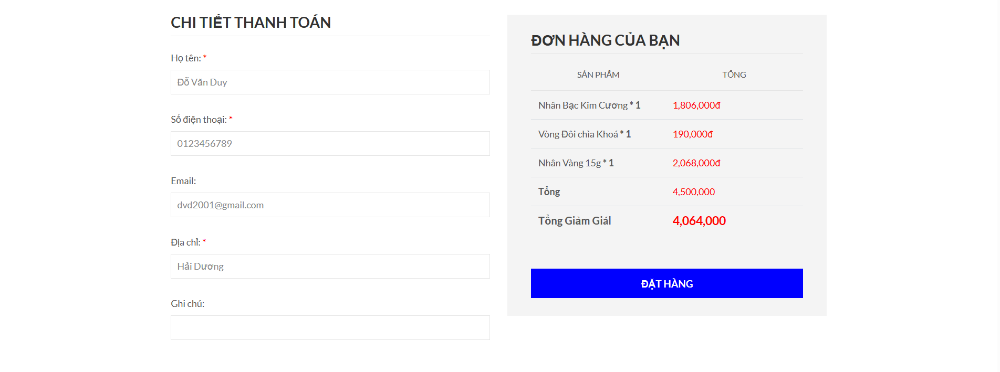 CHI TIẾT THANH TOÁN
Họ tên: *
Đỗ Văn Duy
Số điện thoại: *
0123456789
Email:
dvd2001@gmail.com
Địa chỉ: *
Hải Dương
Ghi chú:
ĐƠN HÀNG CỦA BẠN
SẢN PHẨM TỔNG
Nhân Bạc Kim Cương * 1 1,806,000đ
Vòng Đôi chìa Khoá * 1 190,000đ
Nhân Vàng 15g * 1 2,068,000đ
Tổng 4,500,000
Tổng Giảm Giál 4,064,000
ĐẶT HÀNG